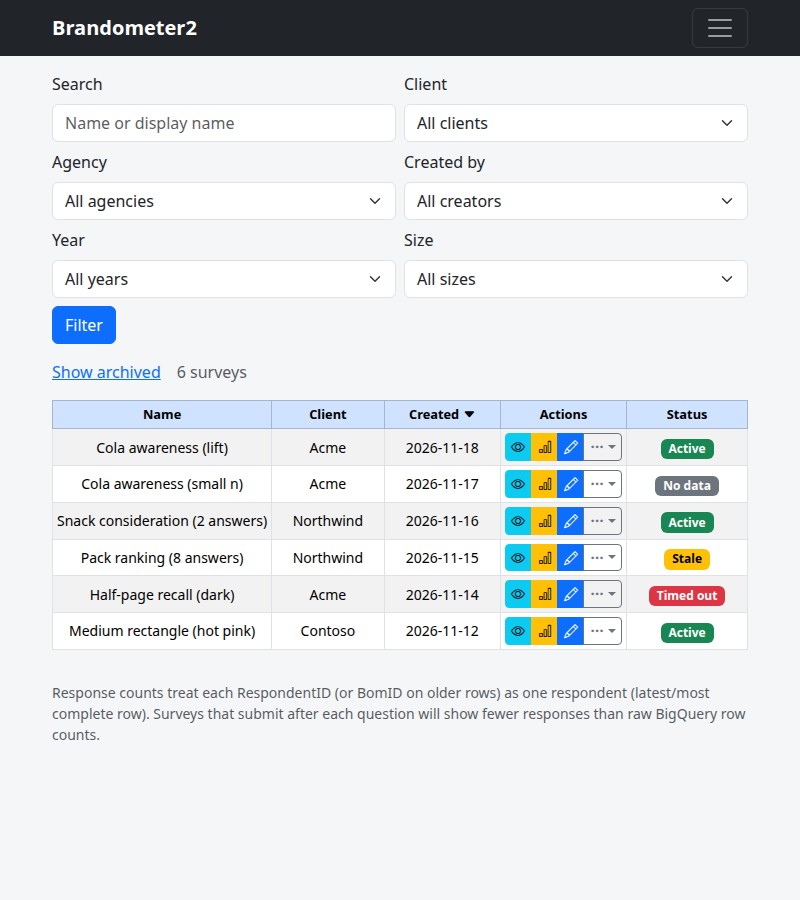 Brandometer2
Search Client
Name or display name All clients
Agency Created by
All agencies All creators
Year Size
All years All sizes
Filter
Show archived 6 surveys
Name Client Created Actions Status
Cola awareness (lift) Acme 2026-11-18 Active
Cola awareness (small n) Acme 2026-11-17 No data
Snack consideration (2 answers) Northwind 2026-11-16 Active
Pack ranking (8 answers) Northwind 2026-11-15 Stale
Half-page recall (dark) Acme 2026-11-14 Timed out
Medium rectangle (hot pink) Contoso 2026-11-12 Active
Response counts treat each RespondentID (or BomID on older rows) as one respondent (latest/most
complete row). Surveys that submit after each question will show fewer responses than raw BigQuery row
counts.